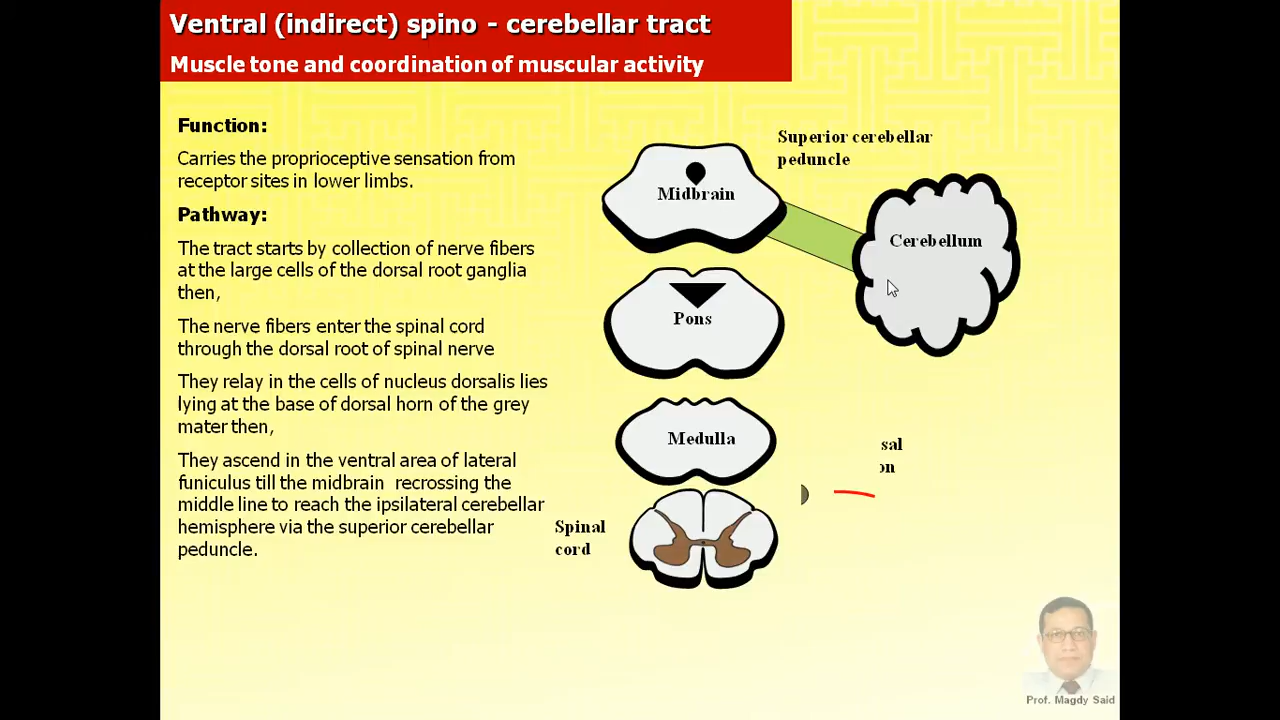 Ventral (indirect) spino - cerebellar tract
Muscle tone and coordination of muscular activity
Function:
Carries the proprioceptive sensation from
receptor sites in lower limbs.
Pathway:
The tract starts by collection of nerve fibers
at the large cells of the dorsal root ganglia
then,
The nerve fibers enter the spinal cord
through the dorsal root of spinal nerve
They relay in the cells of nucleus dorsalis lies
lying at the base of dorsal horn of the grey
mater then,
They ascend in the ventral area of lateral
funiculus till the midbrain recrossing the
middle line to reach the ipsilateral cerebellar
hemisphere via the superior cerebellar
peduncle.
Superior cerebellar
peduncle
Midbrain
Cerebellum
Pons
Medulla
sal
on
Spinal
cord
Prof. Magdy Said